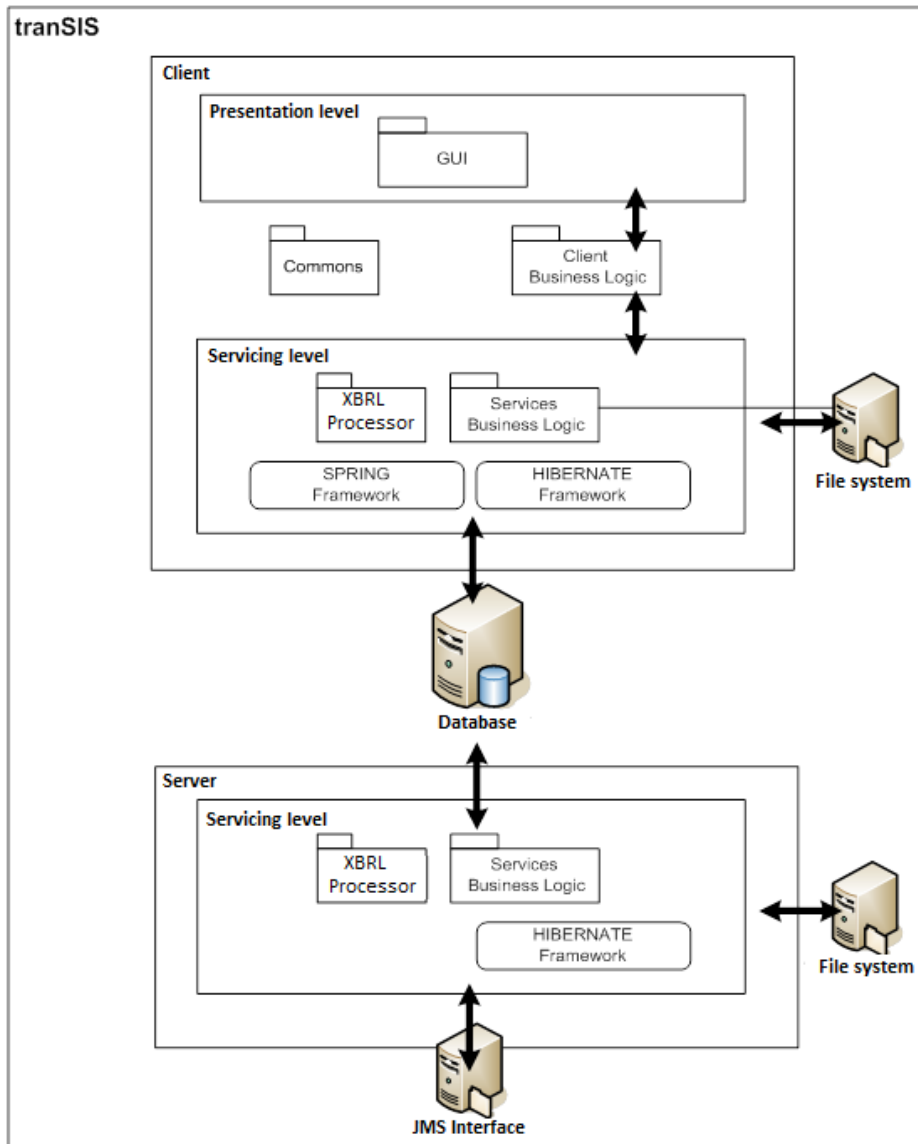 tranSIS
Client
Presentation level
GUI
Commons
Client
Business Logic
Servicing level
XBRL
Processor
Services
Business Logic
SPRING
Framework
HIBERNATE
Framework
File system
Database
Server
Servicing level
XBRL
Processor
Services
Business Logic
HIBERNATE
Framework
File system
JMS Interface